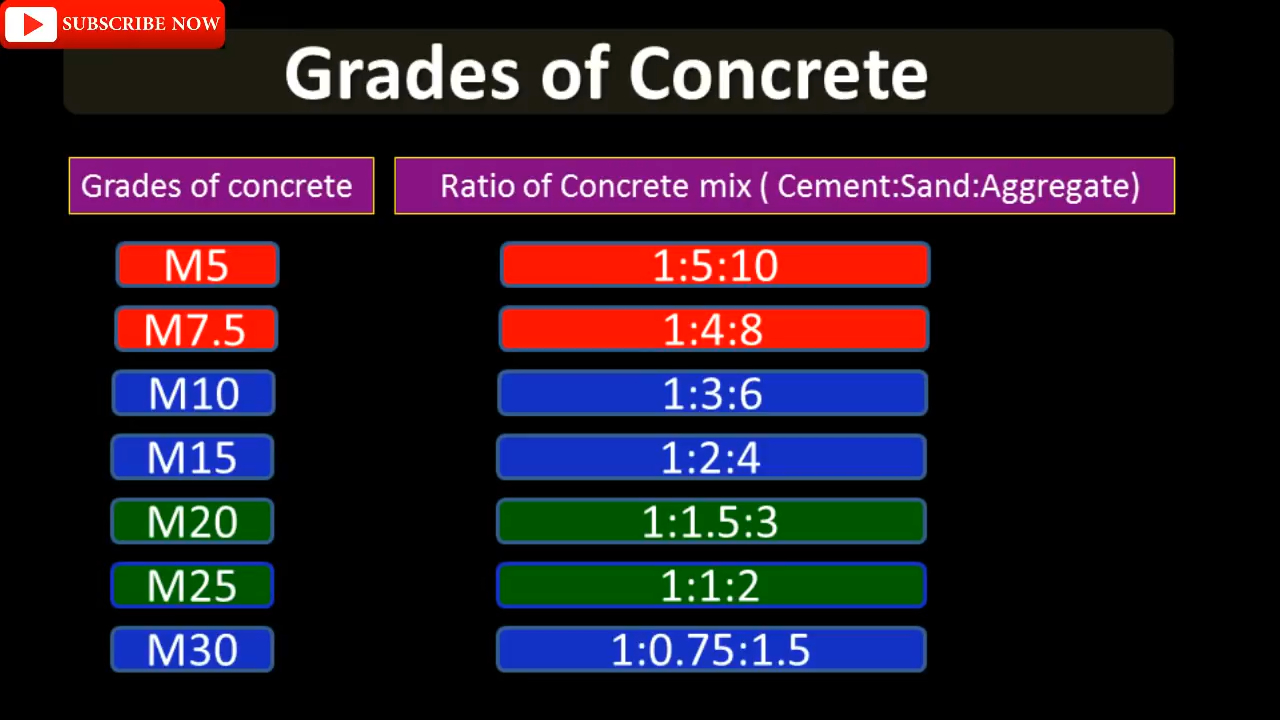 SUBSCRIBE NOW
Grades of Concrete
Grades of concrete
Ratio of Concrete mix ( Cement:Sand:Aggregate)
M5
1:5:10
M7.5
1:4:8
M10
1:3:6
M15
1:2:4
M20
1:1.5:3
M25
1:1:2
M30
1:0.75:1.5